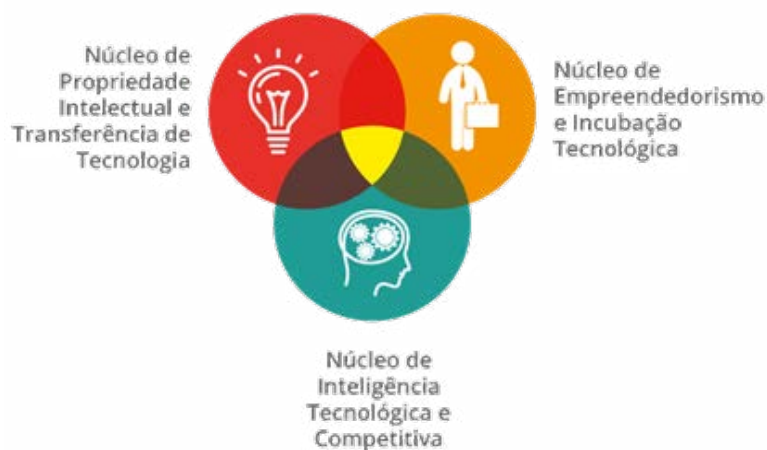 Núcleo de
Propriedade
Intelectual e
Transferência de
Tecnologia
Núcleo de
Empreendedorismo
e Incubação
Tecnológica
Núcleo de
Inteligência
Tecnológica e
Competitiva